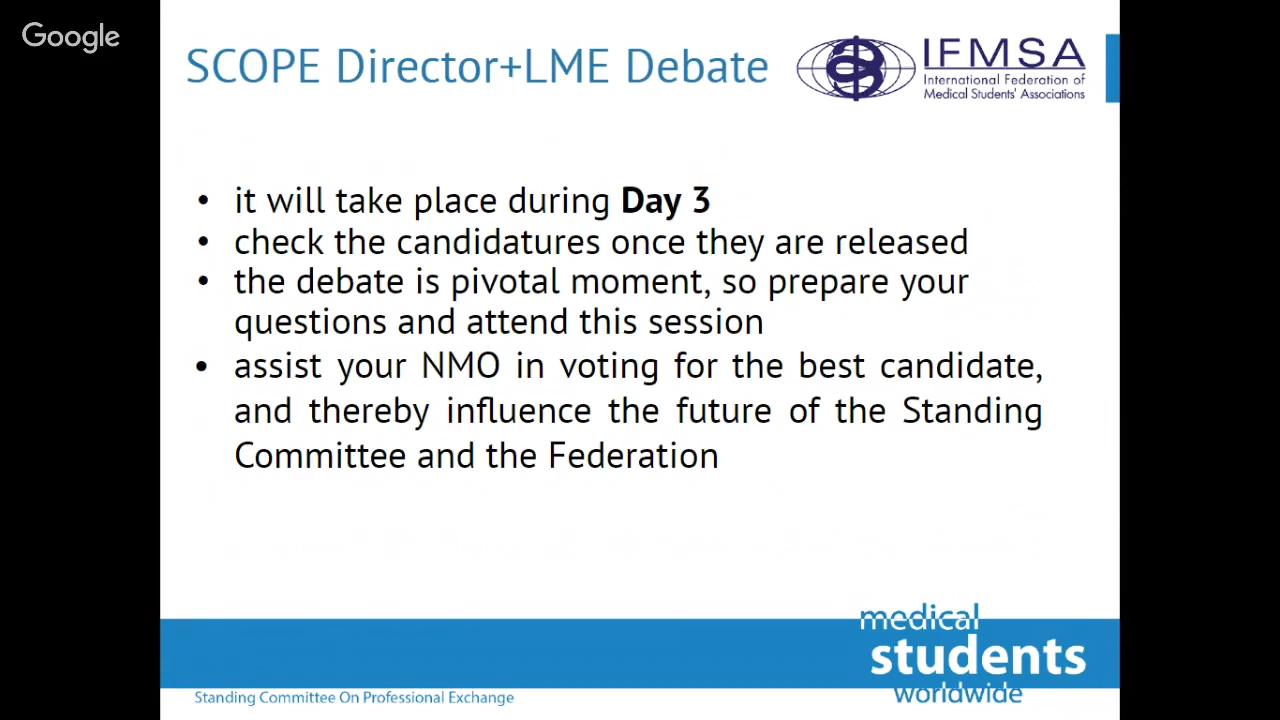 Google
SCOPE Director+LME Debate
IFMSA
International Federation of
Medical Students' Associations
• it will take place during Day 3
• check the candidatures once they are released
• the debate is pivotal moment, so prepare your
questions and attend this session
• assist your NMO in voting for the best candidate,
and thereby influence the future of the Standing
Committee and the Federation
medical
students
worldwide
Standing Committee On Professional Exchange